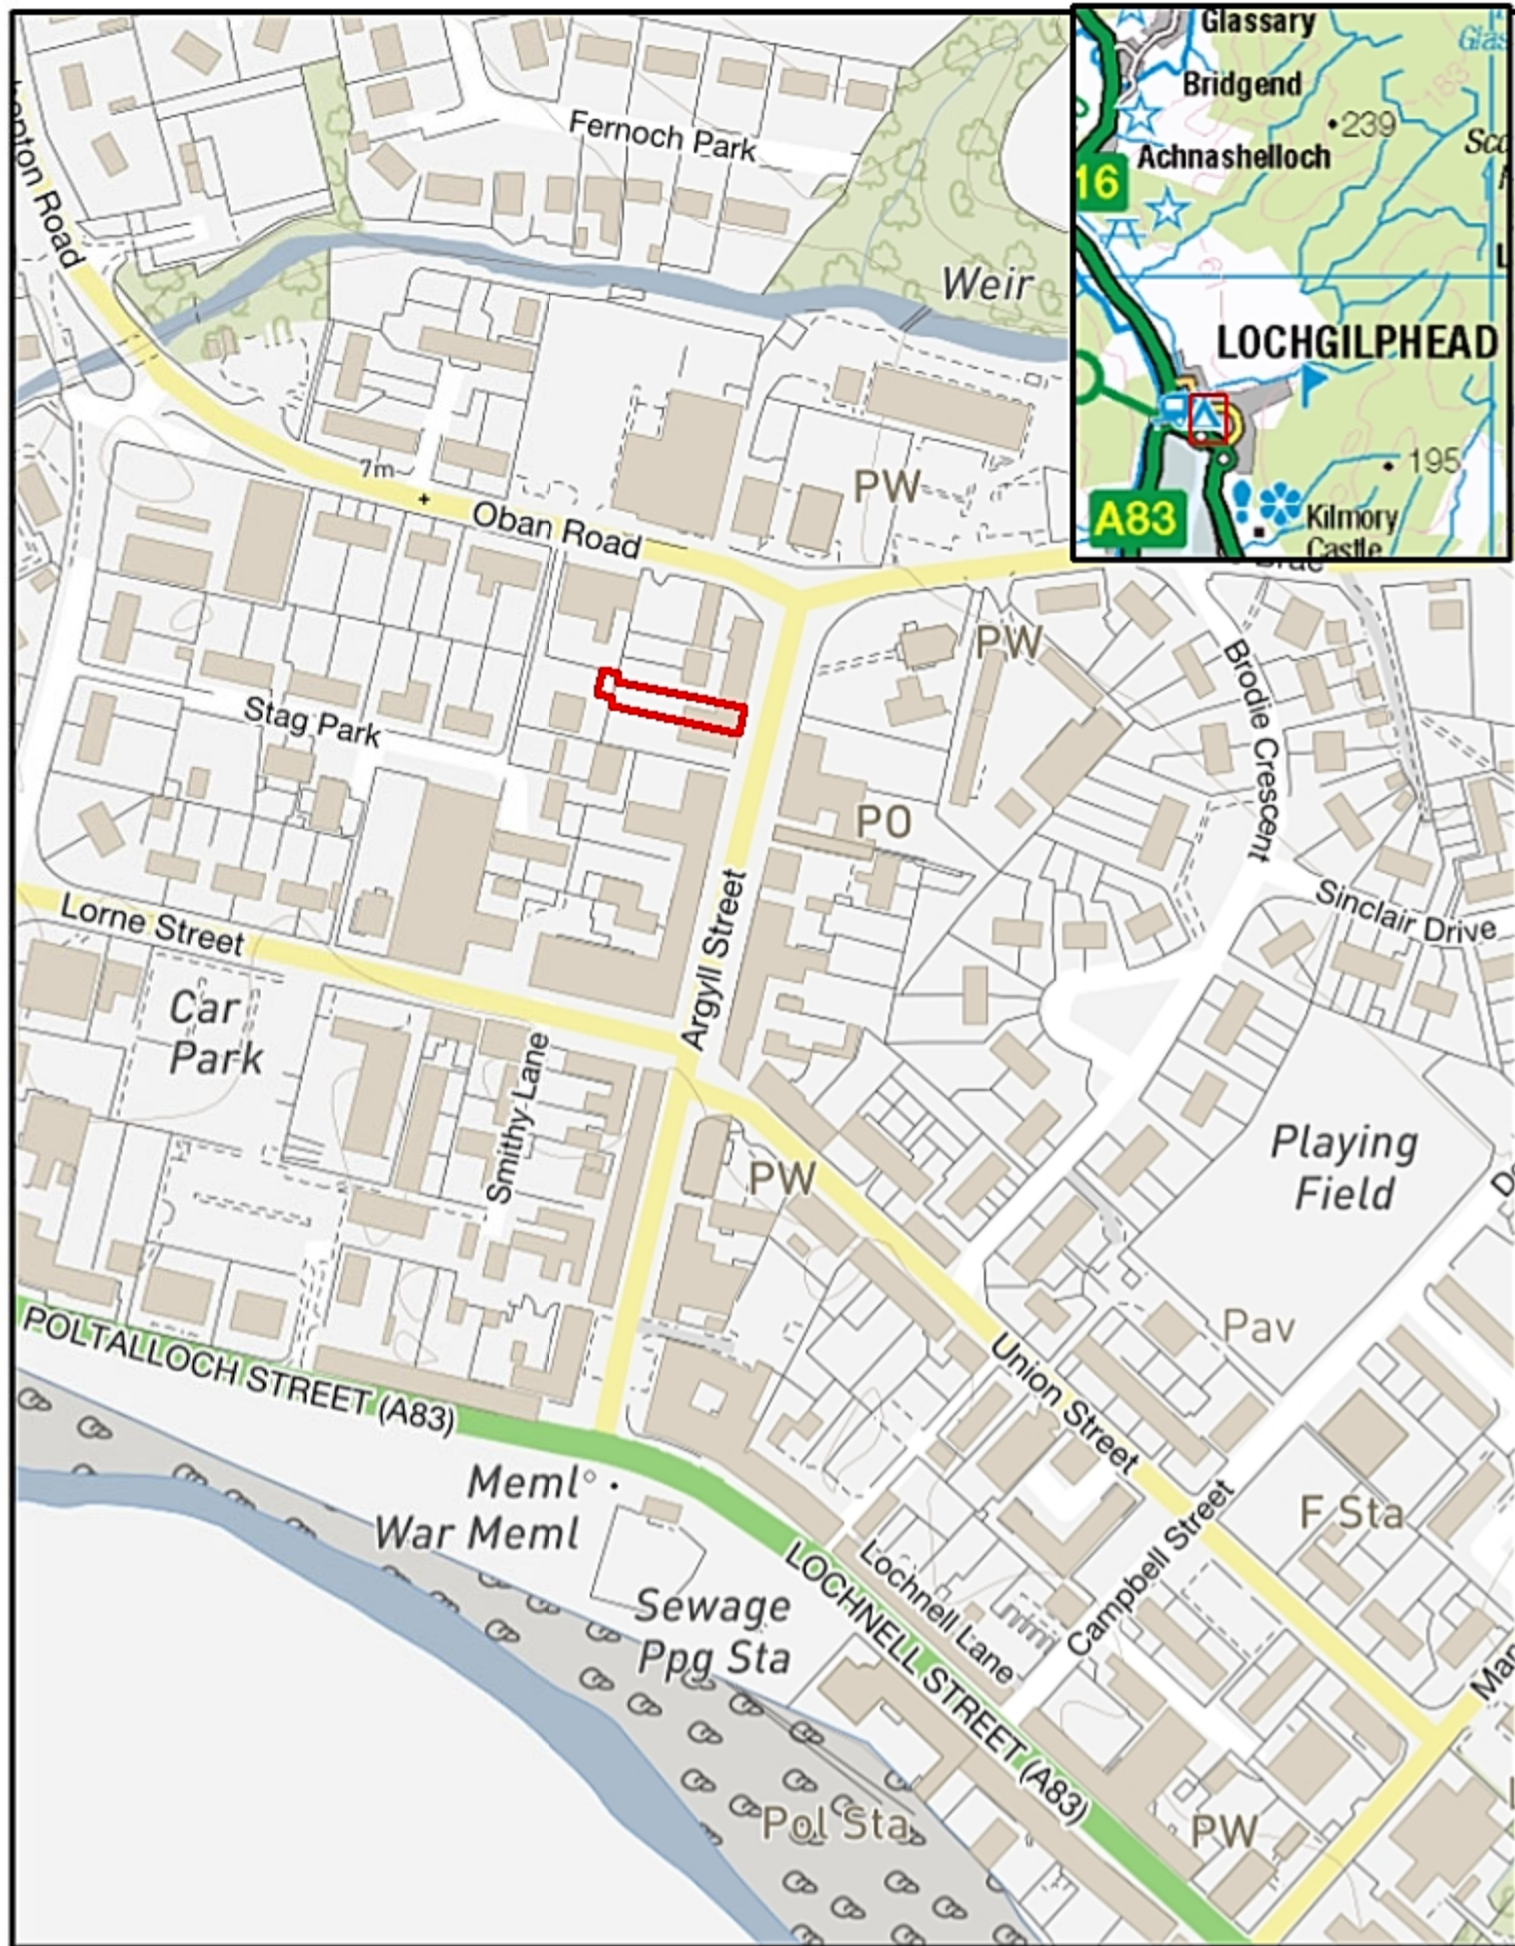 Glassary
Bridgend
239
Achnashelloch
16
LOCHGILPHEAD
195
A83
Kilmory
Castle
Fernoch Park
Weir
7m
Oban Road
PW
PW
Brodie Crescent
Stag Park
PO
Argyll Street
Sinclair Drive
Lorne Street
Car
Park
Smithy Lane
Playing
Field
PW
Pav
POLTALLOCH STREET (A83)
Union Street
Meml
War Meml
F Sta
Sewage
Ppg Sta
Lochnell Lane
Campbell Street
LOCHNELL STREET (A83)
Pol Sta
PW